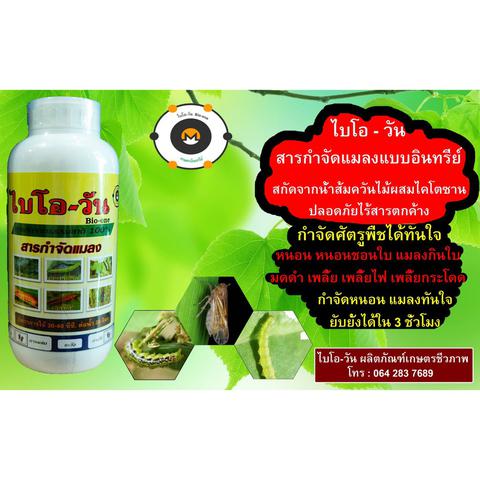 ไบโอ-วัน Bio-one
ไบโอ - วัน
สารกำจัดแมลงแบบอินทรีย์
สกัดจากน้ำส้มควันไม้ผสมไคโตซาน
ปลอดภัยไร้สารตกค้าง
กำจัดศัตรูพืชได้ทันใจ
หนอน หนอนชอนใบ แมลงกินใบ
มดดำ เพลี้ย เพลี้ยไฟ เพลี้ยกระโดด
กำจัดหนอน แมลงทันใจ
ยับยั้งได้ใน 3 ชั่วโมง
ไบโอ-วัน ผลิตภัณฑ์เกษตรชีวภาพ
โทร : 064 283 7689
ไบโอ-วัน
Bio-one
สารกำจัดแมลง